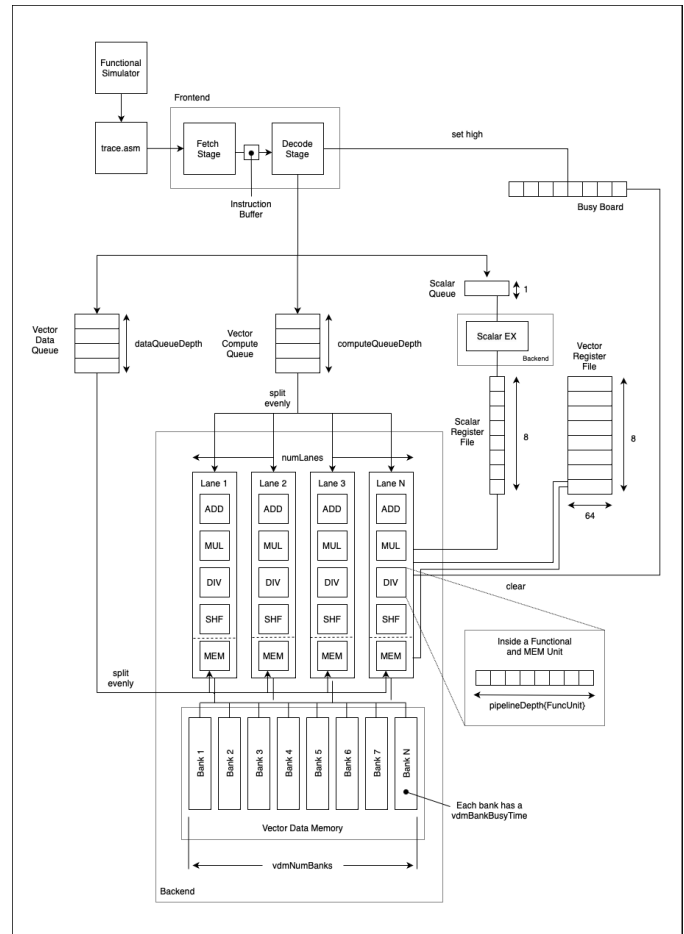 Functional
Simulator
trace.asm
Frontend
Fetch
Stage
Decode
Stage
Instruction
Buffer
set high
Busy Board
Scalar
Queue
1
Scalar EX
Backend
Vector
Data
Queue
dataQueueDepth
Vector
Compute
Queue
computeQueueDepth
Vector
Register
File
8
64
Scalar
Register
File
8
split
evenly
numLanes
Lane 1
Lane 2
Lane 3
Lane N
ADD
ADD
ADD
ADD
MUL
MUL
MUL
MUL
DIV
DIV
DIV
DIV
SHF
SHF
SHF
SHF
MEM
MEM
MEM
MEM
clear
Inside a Functional
and MEM Unit
pipelineDepth{FuncUnit}
split
evenly
Bank 1
Bank 2
Bank 3
Bank 4
Bank 5
Bank 6
Bank 7
Bank N
Each bank has a
vdmBankBusyTime
Vector Data Memory
vdmNumBanks
Backend